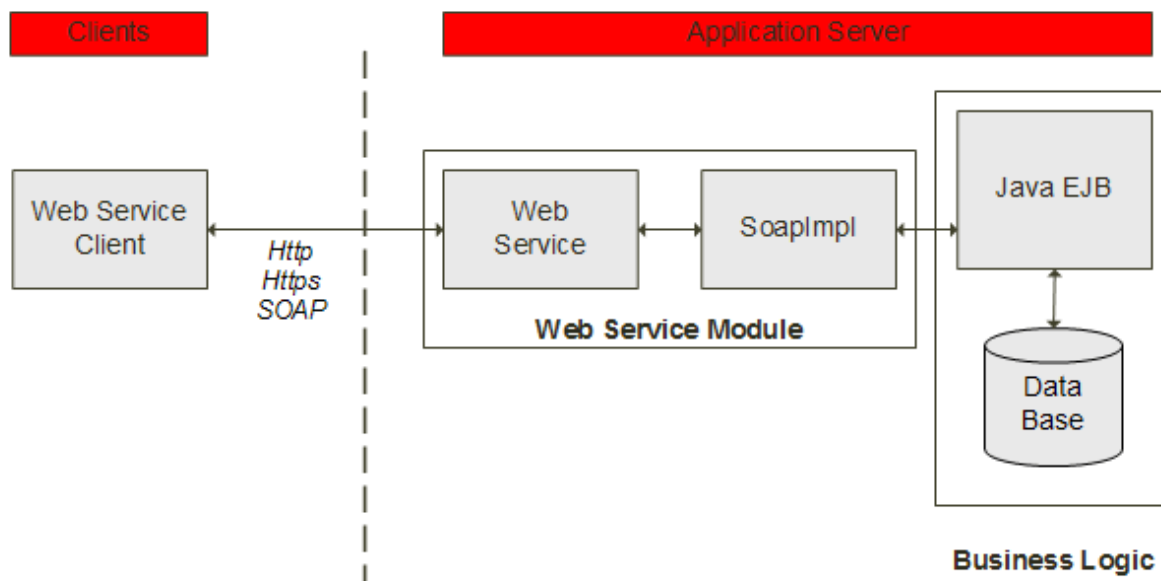 Clients
Application Server
Web Service
Client
Http
Https
SOAP
Web
Service
SoapImpl
Web Service Module
Java EJB
Data
Base
Business Logic